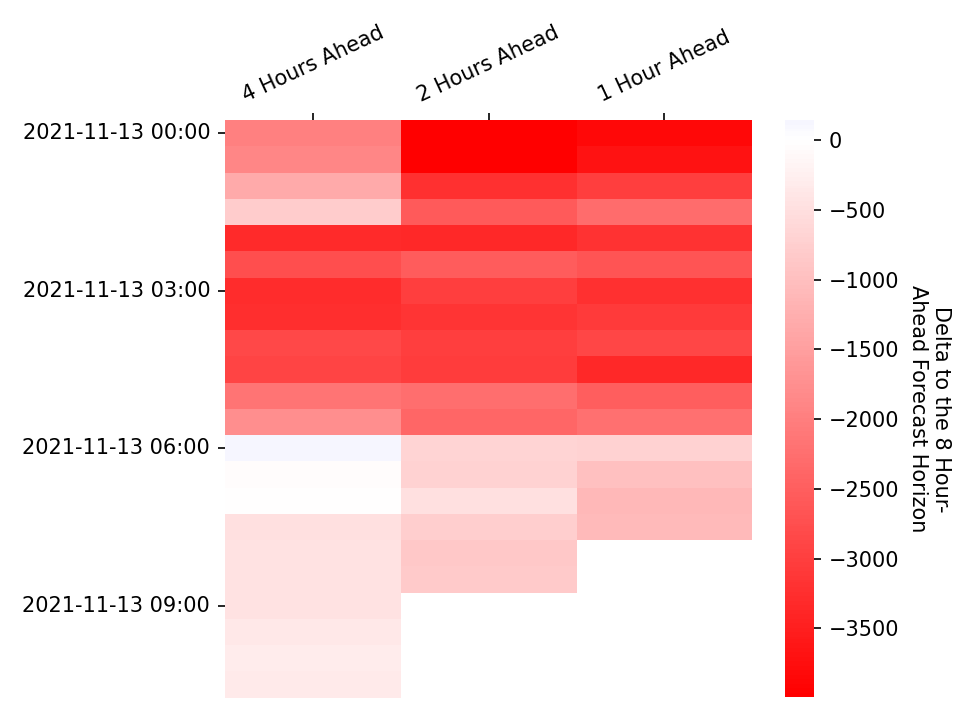 4 Hours Ahead
2 Hours Ahead
1 Hour Ahead
2021-11-13 00:00
2021-11-13 03:00
2021-11-13 06:00
2021-11-13 09:00
0
−500
−1000
−1500
−2000
−2500
−3000
−3500
Delta to the 8 Hour-
Ahead Forecast Horizon